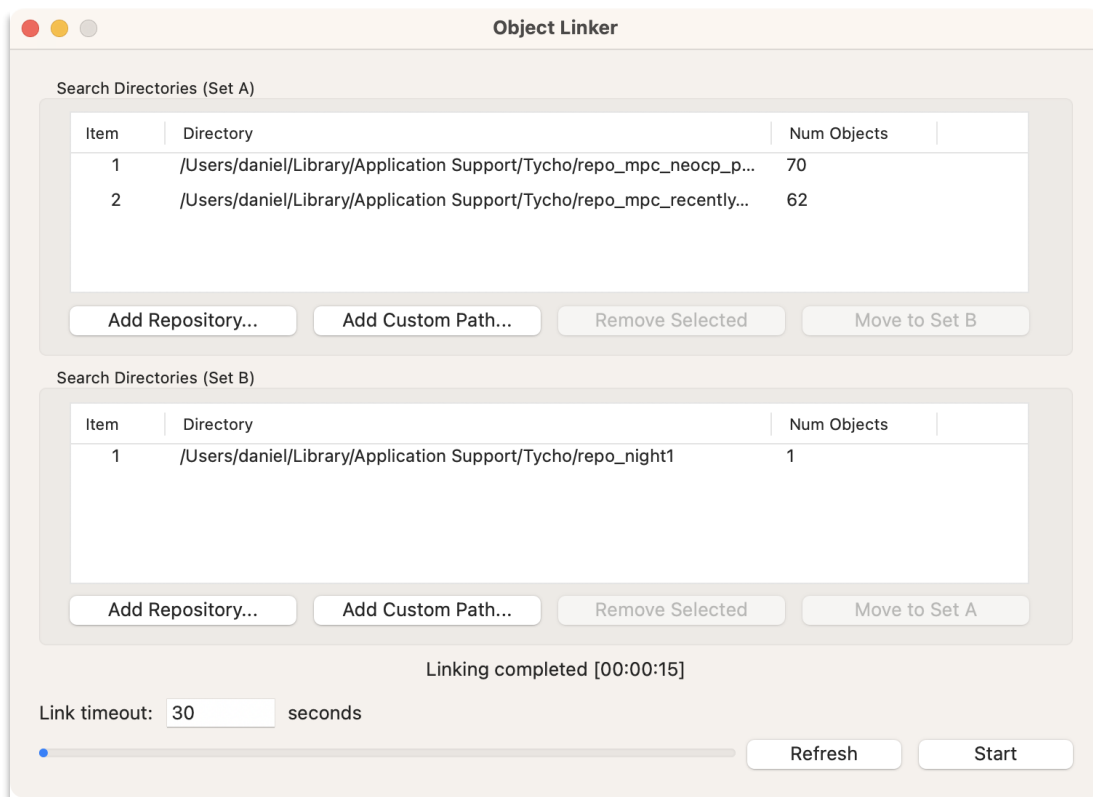 Object Linker
Search Directories (Set A)
Item Directory Num Objects
1 /Users/daniel/Library/Application Support/Tycho/repo_mpc_neocp_p... 70
2 /Users/daniel/Library/Application Support/Tycho/repo_mpc_recently... 62
Add Repository... Add Custom Path... Remove Selected Move to Set B
Search Directories (Set B)
Item Directory Num Objects
1 /Users/daniel/Library/Application Support/Tycho/repo_night1 1
Add Repository... Add Custom Path... Remove Selected Move to Set A
Linking completed [00:00:15]
Link timeout: 30 seconds
Refresh Start